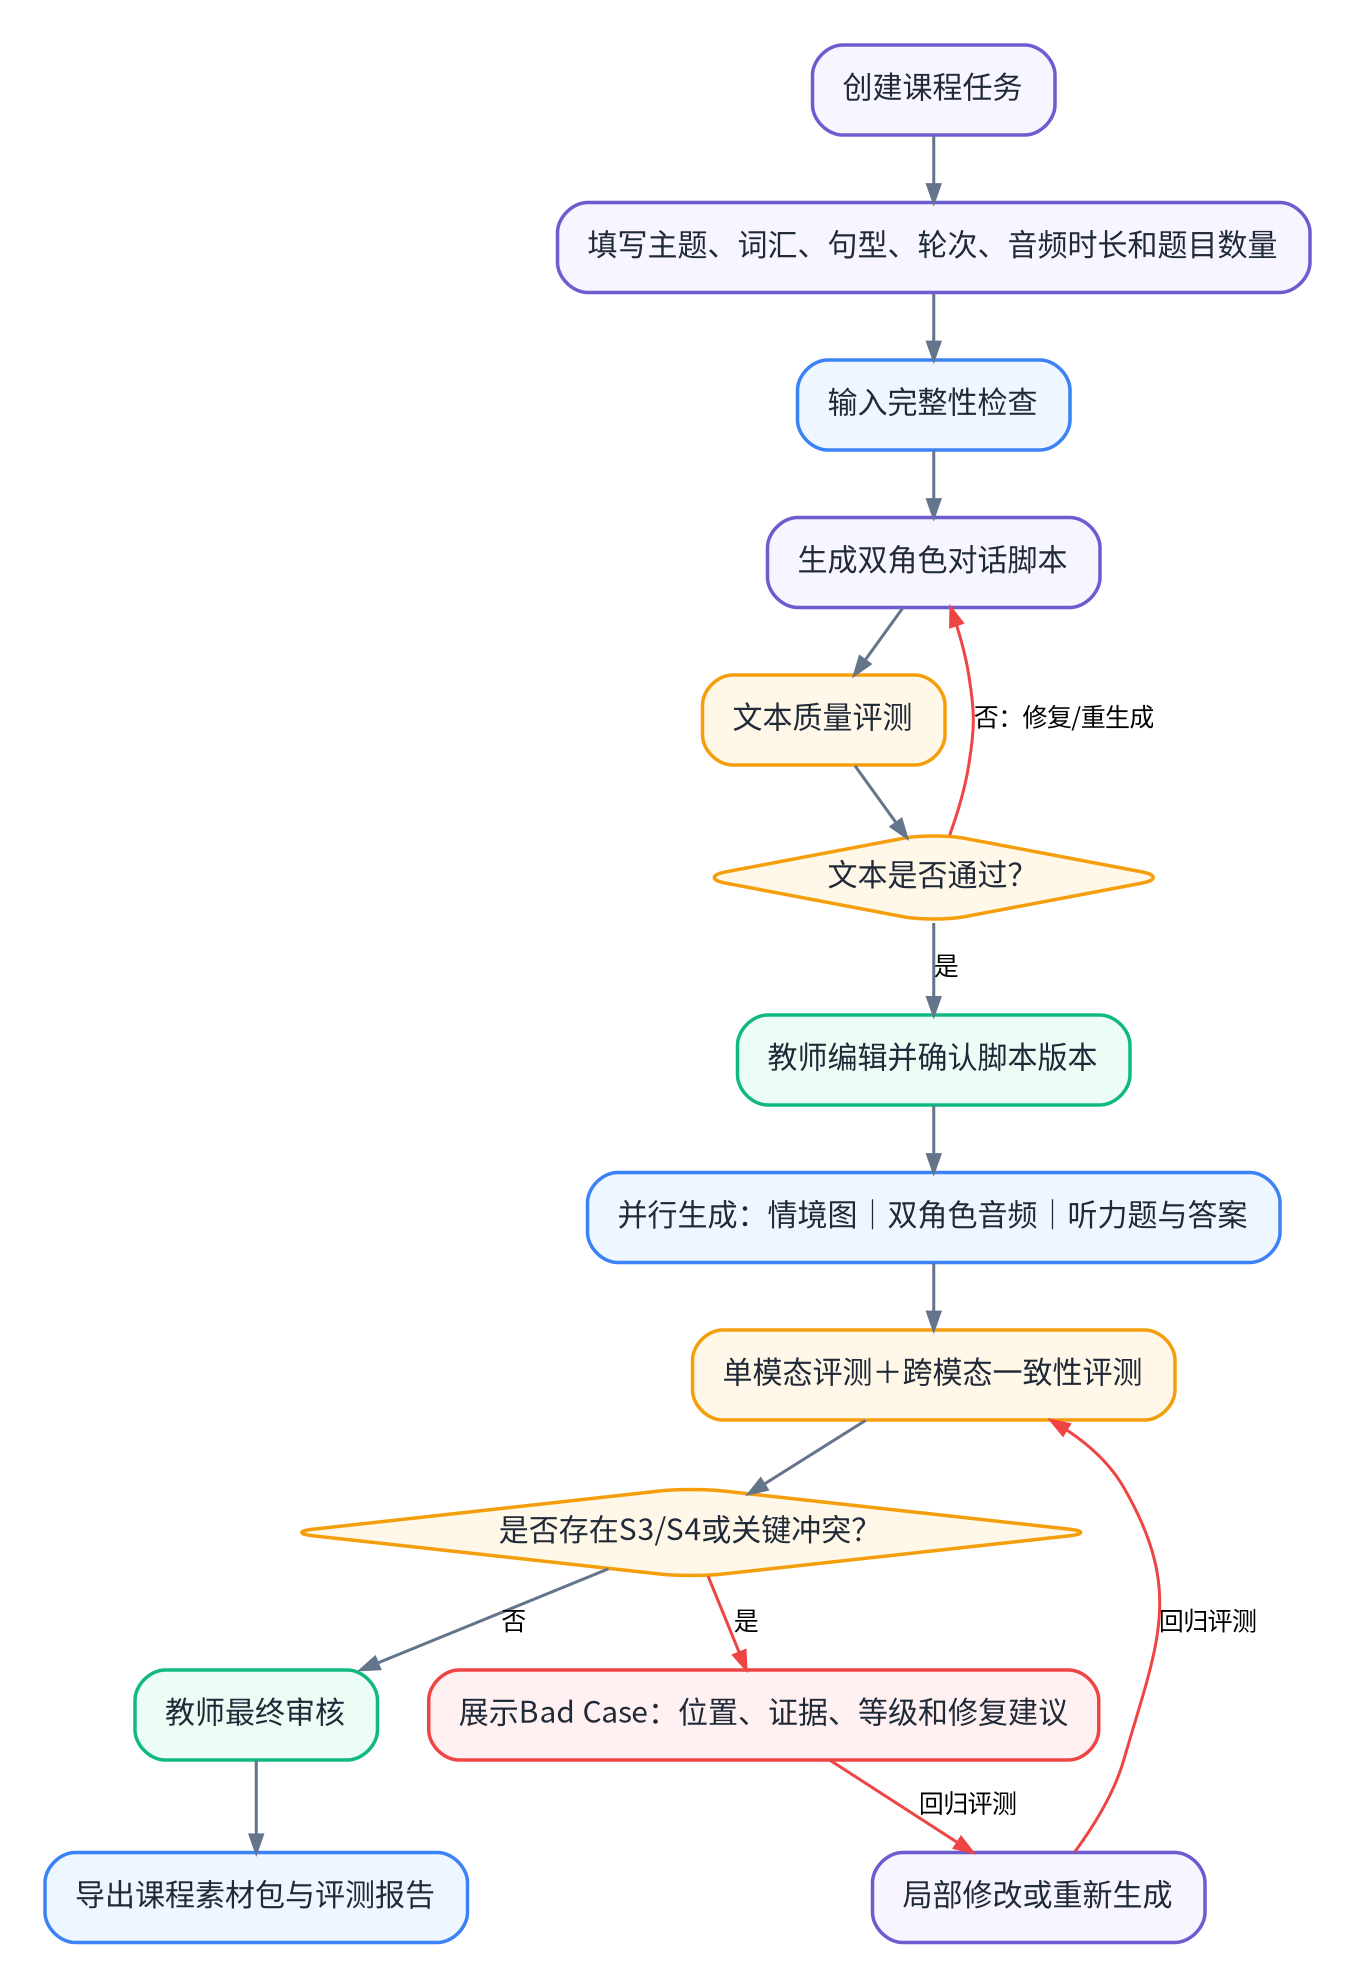 创建课程任务
填写主题、词汇、句型、轮次、音频时长和题目数量
输入完整性检查
生成双角色对话脚本
文本质量评测
否：修复/重生成
文本是否通过？
是
教师编辑并确认脚本版本
并行生成：情境图｜双角色音频｜听力题与答案
单模态评测＋跨模态一致性评测
是否存在S3/S4或关键冲突？
否
是
回归评测
教师最终审核
展示Bad Case：位置、证据、等级和修复建议
回归评测
导出课程素材包与评测报告
局部修改或重新生成